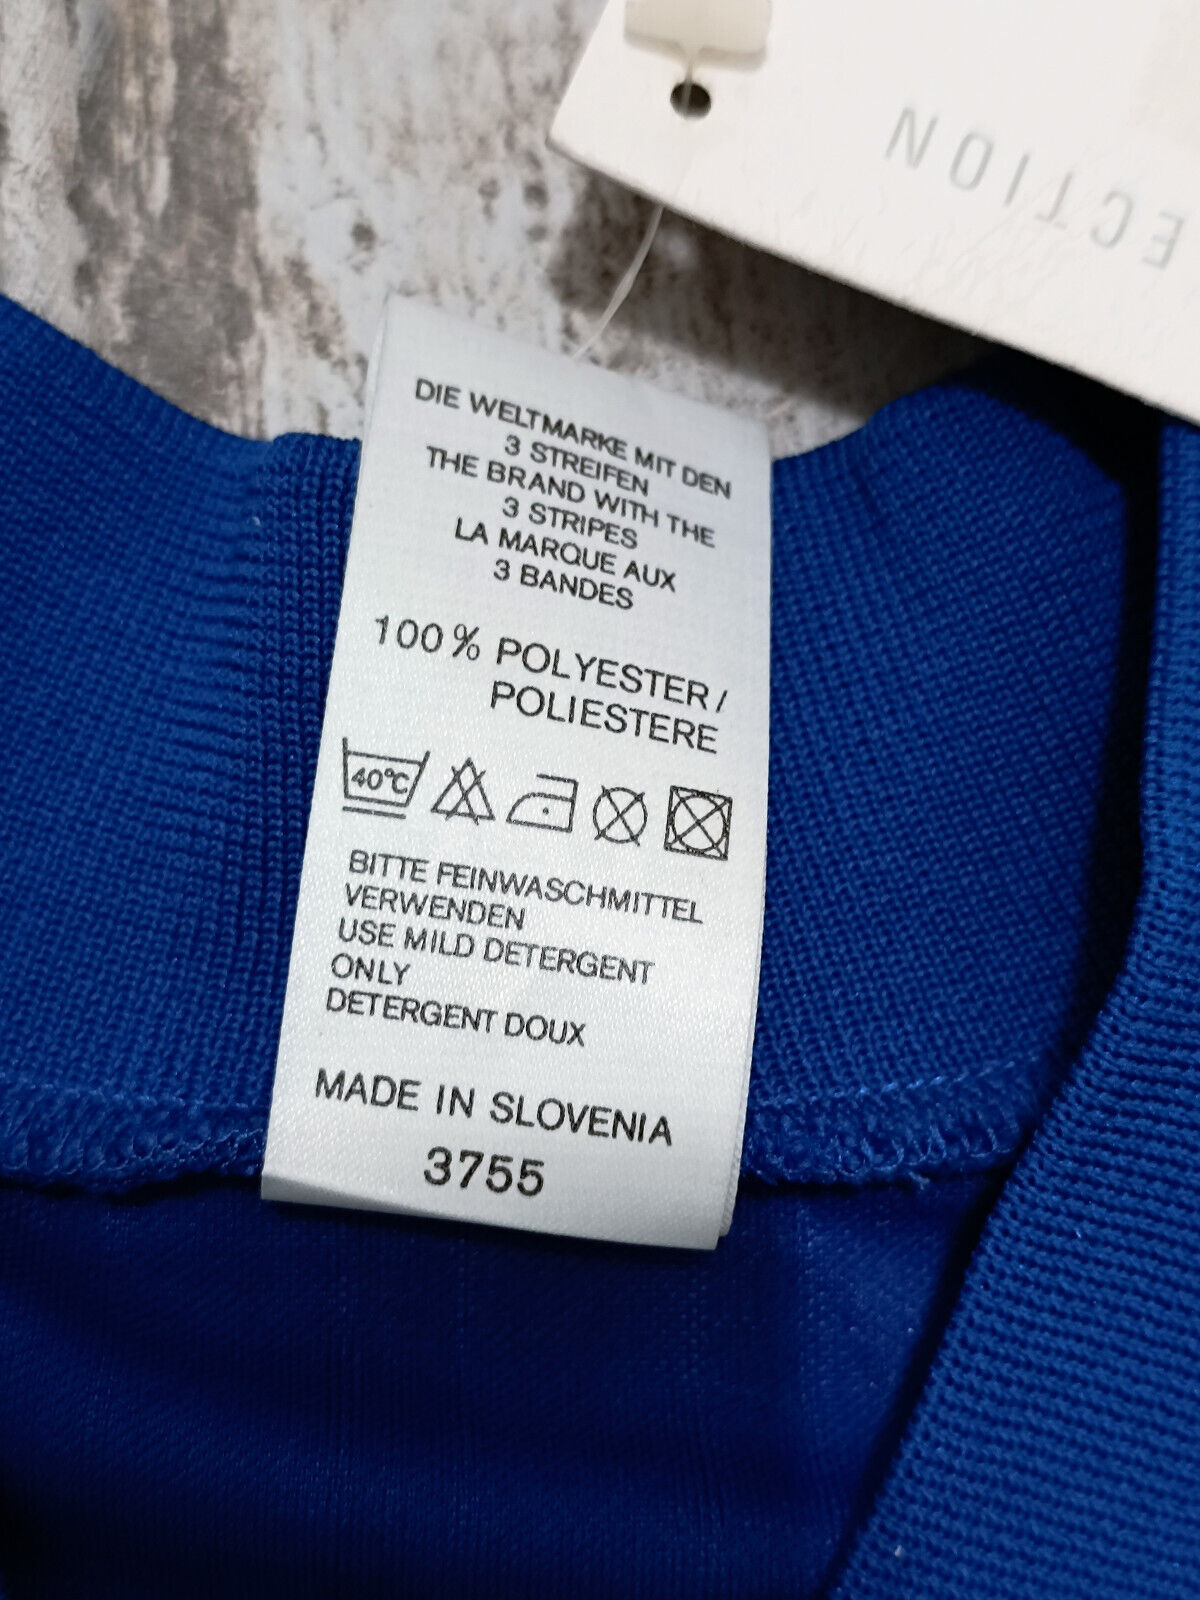 ECTION
DIE WELTMARKE MIT DEN
3 STREIFEN
THE BRAND WITH THE
3 STRIPES
LA MARQUE AUX
3 BANDES
100% POLYESTER/
POLIESTERE
40°C
BITTE FEINWASCHMITTEL
VERWENDEN
USE MILD DETERGENT
ONLY
DETERGENT DOUX
MADE IN SLOVENIA
3755